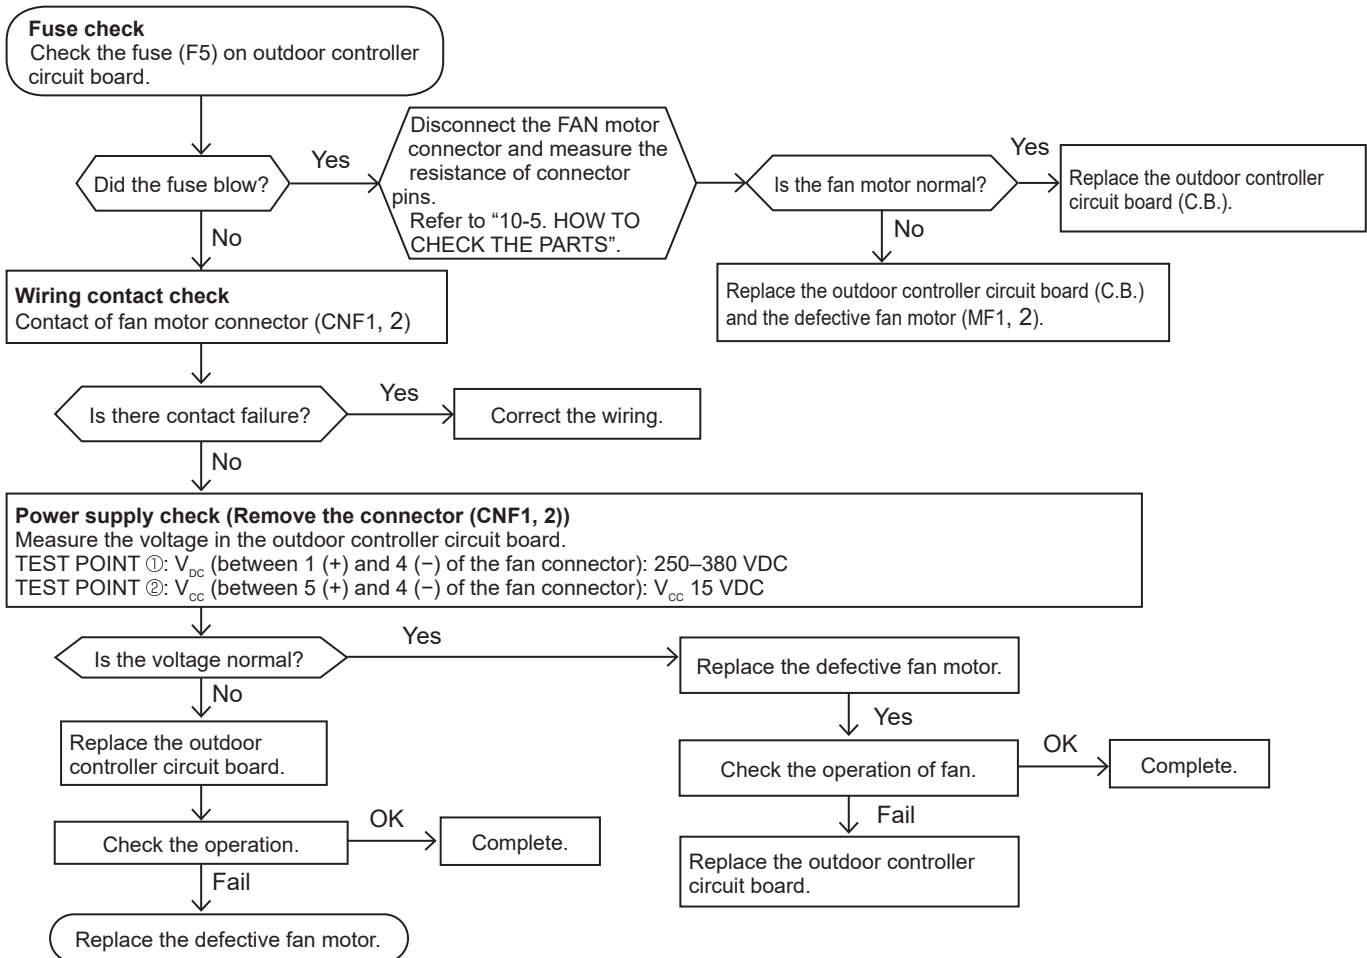 Fuse check
Check the fuse (F5) on outdoor controller
circuit board.
Did the fuse blow?
Yes
Disconnect the FAN motor
connector and measure the
resistance of connector
pins.
Refer to “10-5. HOW TO
CHECK THE PARTS”.
Is the fan motor normal?
Yes
Replace the outdoor controller
circuit board (C.B.).
No
Replace the outdoor controller circuit board (C.B.)
and the defective fan motor (MF1, 2).
No
Wiring contact check
Contact of fan motor connector (CNF1, 2)
Is there contact failure?
Yes
Correct the wiring.
No
Power supply check (Remove the connector (CNF1, 2))
Measure the voltage in the outdoor controller circuit board.
TEST POINT ①: VDC (between 1 (+) and 4 (−) of the fan connector): 250–380 VDC
TEST POINT ②: VCC (between 5 (+) and 4 (−) of the fan connector): VCC 15 VDC
Is the voltage normal?
Yes
Replace the defective fan motor.
Yes
Check the operation of fan.
OK
Complete.
Fail
Replace the outdoor controller
circuit board.
No
Replace the outdoor
controller circuit board.
Check the operation.
OK
Complete.
Fail
Replace the defective fan motor.